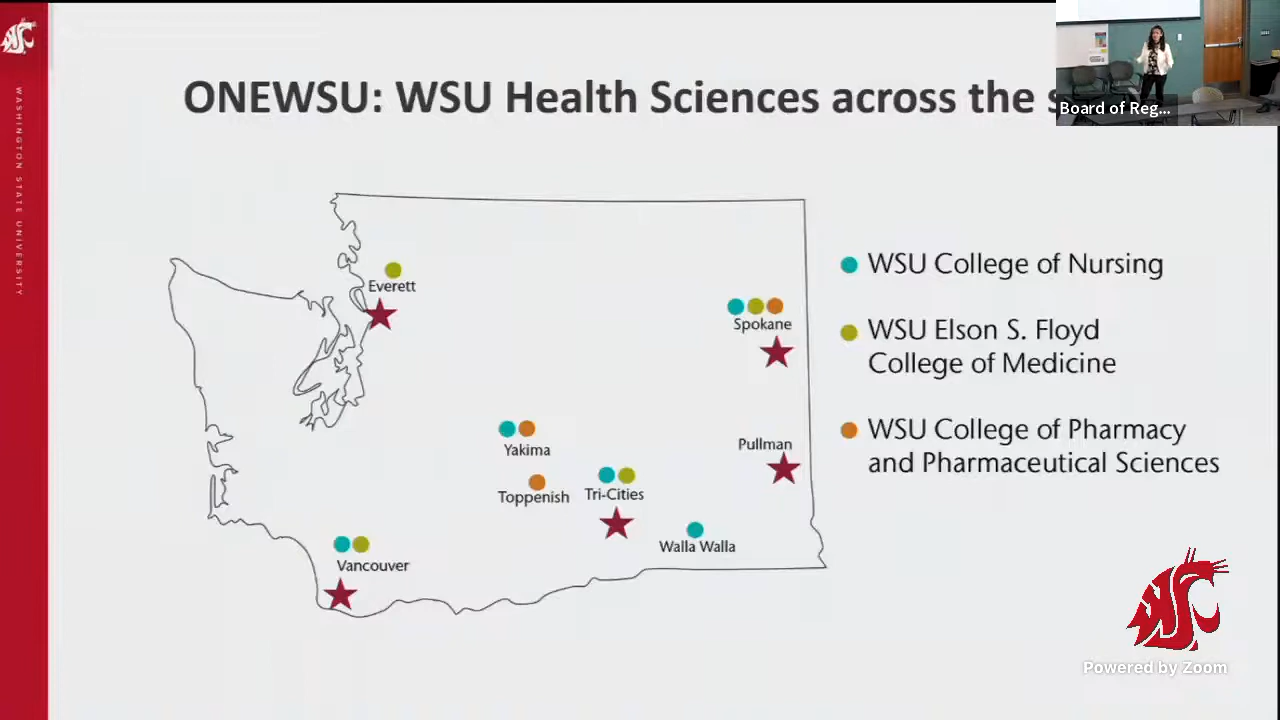 WASHINGTON STATE UNIVERSITY
ONEWSU: WSU Health Sciences across the s
Board of Reg...
Everett
Spokane
Yakima
Pullman
Toppenish
Tri-Cities
Walla Walla
Vancouver
WSU College of Nursing
WSU Elson S. Floyd
College of Medicine
WSU College of Pharmacy
and Pharmaceutical Sciences
Powered by Zoom